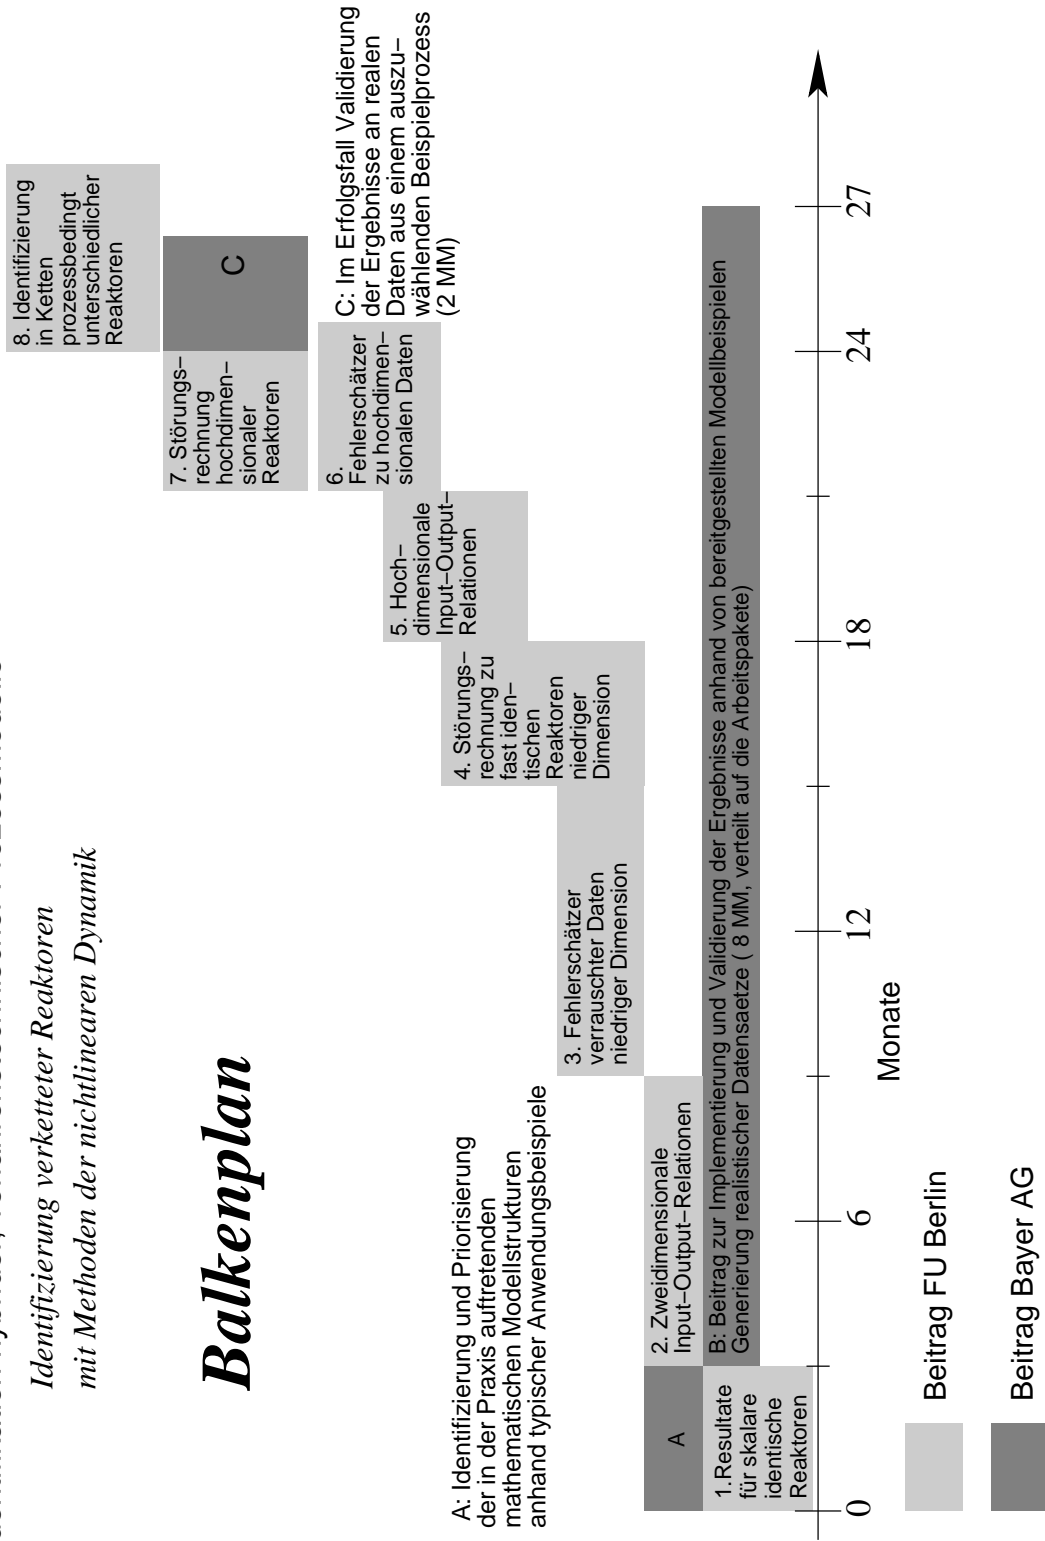 Identifizierung verketteter Reaktoren
mit Methoden der nichtlinearen Dynamik
Balkenplan
8. Identifizierung
in Ketten
prozessbedingt
unterschiedlicher
Reaktoren
7. Störungs–
rechnung
hochdimen–
sionaler
Reaktoren
C
6.
Fehlerschätzer
zu hochdimen–
sionalen Daten
C: Im Erfolgsfall Validierung
der Ergebnisse an realen
Daten aus einem auszu–
wählenden Beispielprozess
(2 MM)
5. Hoch–
dimensionale
Input–Output–
Relationen
4. Störungs–
rechnung zu
fast iden–
tischen
Reaktoren
niedriger
Dimension
3. Fehlerschätzer
verrauschter Daten
niedriger Dimension
A: Identifizierung und Priorisierung
der in der Praxis auftretenden
mathematischen Modellstrukturen
anhand typischer Anwendungsbeispiele
2. Zweidimensionale
Input–Output–Relationen
A
B: Beitrag zur Implementierung und Validierung der Ergebnisse anhand von bereitgestellten Modellbeispielen
Generierung realistischer Datensaetze ( 8 MM, verteilt auf die Arbeitspakete)
1.Resultate
für skalare
identische
Reaktoren
0 6 12 18 24 27
Monate
Beitrag FU Berlin
Beitrag Bayer AG